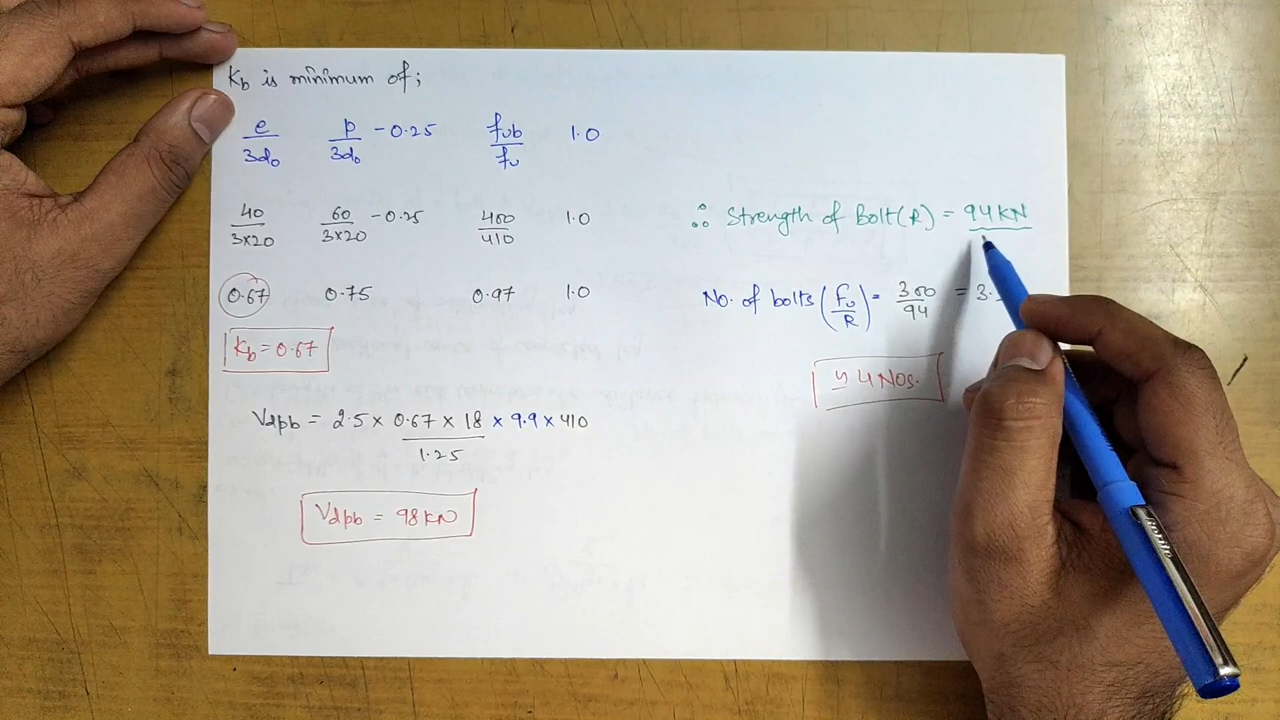 Kb is minimum of;
e/3do p/3do - 0.25 fub/fu 1.0
40/3x20 60/3x20 - 0.25 400/410 1.0
0.67 0.75 0.97 1.0
Kb = 0.67
Vdpb = 2.5 x 0.67 x 18 x 9.9 x 410
1.25
Vdpb = 98 KN
∴ Strength of Bolt (R) = 94 KN
No. of bolts (Fu/R) = 300/94 = 3.
≃ 4 Nos.